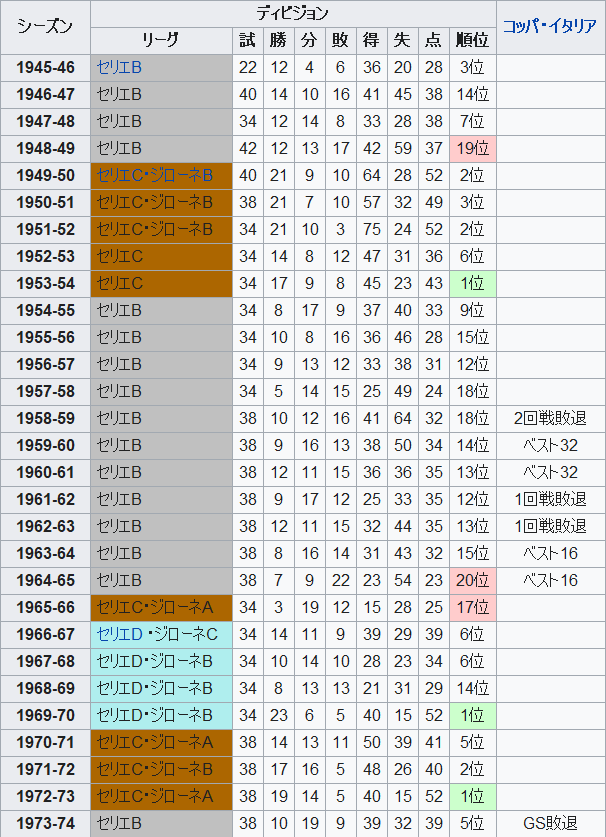 シーズン ディビジョン コッパ・イタリア
リーグ 試 勝 分 敗 得 失 点 順位
1945-46 セリエB 22 12 4 6 36 20 28 3位
1946-47 セリエB 40 14 10 16 41 45 38 14位
1947-48 セリエB 34 12 14 8 33 28 38 7位
1948-49 セリエB 42 12 13 17 42 59 37 19位
1949-50 セリエC・ジローネB 40 21 9 10 64 28 52 2位
1950-51 セリエC・ジローネB 38 21 7 10 57 32 49 3位
1951-52 セリエC・ジローネB 34 21 10 3 75 24 52 2位
1952-53 セリエC 34 14 8 12 47 31 36 6位
1953-54 セリエC 34 17 9 8 45 23 43 1位
1954-55 セリエB 34 8 17 9 37 40 33 9位
1955-56 セリエB 34 10 8 16 36 46 28 15位
1956-57 セリエB 34 9 13 12 33 38 31 12位
1957-58 セリエB 34 5 14 15 25 49 24 18位
1958-59 セリエB 38 10 12 16 41 64 32 18位 2回戦敗退
1959-60 セリエB 38 9 16 13 38 50 34 14位 ベスト32
1960-61 セリエB 38 12 11 15 36 36 35 13位 ベスト32
1961-62 セリエB 38 9 17 12 25 33 35 12位 1回戦敗退
1962-63 セリエB 38 12 11 15 32 44 35 13位 1回戦敗退
1963-64 セリエB 38 8 16 14 31 43 32 15位 ベスト16
1964-65 セリエB 38 7 9 22 23 54 23 20位 ベスト16
1965-66 セリエC・ジローネA 34 3 19 12 15 28 25 17位
1966-67 セリエD・ジローネC 34 14 11 9 39 29 39 6位
1967-68 セリエD・ジローネB 34 10 14 10 28 23 34 6位
1968-69 セリエD・ジローネB 34 8 13 13 21 31 29 14位
1969-70 セリエD・ジローネB 34 23 6 5 40 15 52 1位
1970-71 セリエC・ジローネA 38 14 13 11 50 39 41 5位
1971-72 セリエC・ジローネB 38 17 16 5 48 26 40 2位
1972-73 セリエC・ジローネA 38 19 14 5 40 15 52 1位
1973-74 セリエB 38 10 19 9 39 32 39 5位 GS敗退